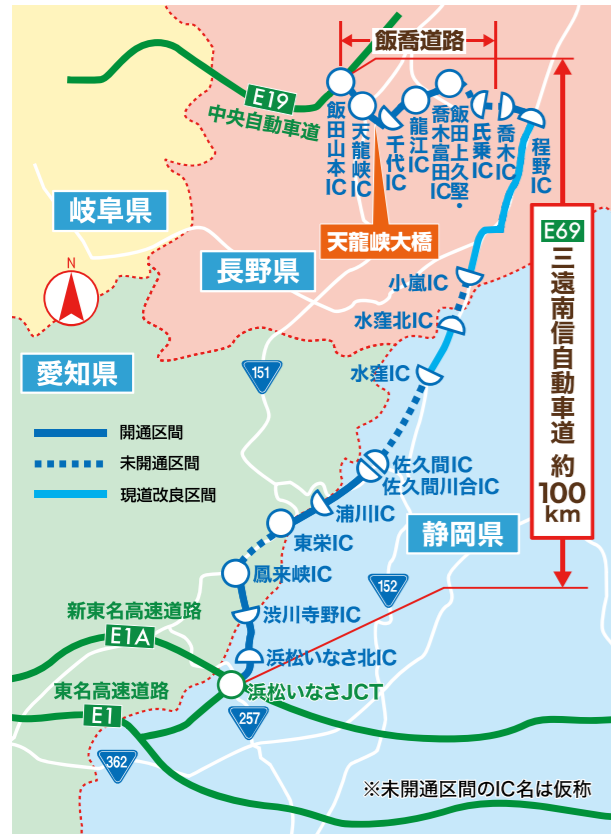 飯喬道路
E19
中央自動車道
飯田山本IC
天龍峡IC
千代IC
龍江IC
飯田上久堅・
喬木富田IC
氏乗IC
喬木IC
程野IC
岐阜県
天龍峡大橋
E69
三遠南信自動車道 約100km
長野県
N
小嵐IC
水窪北IC
愛知県
151
水窪IC
開通区間
未開通区間
現道改良区間
佐久間IC
佐久間川合IC
浦川IC
東栄IC
静岡県
鳳来峡IC
152
新東名高速道路
E1A
渋川寺野IC
浜松いなさ北IC
東名高速道路
E1
浜松いなさJCT
257
362
※未開通区間のIC名は仮称